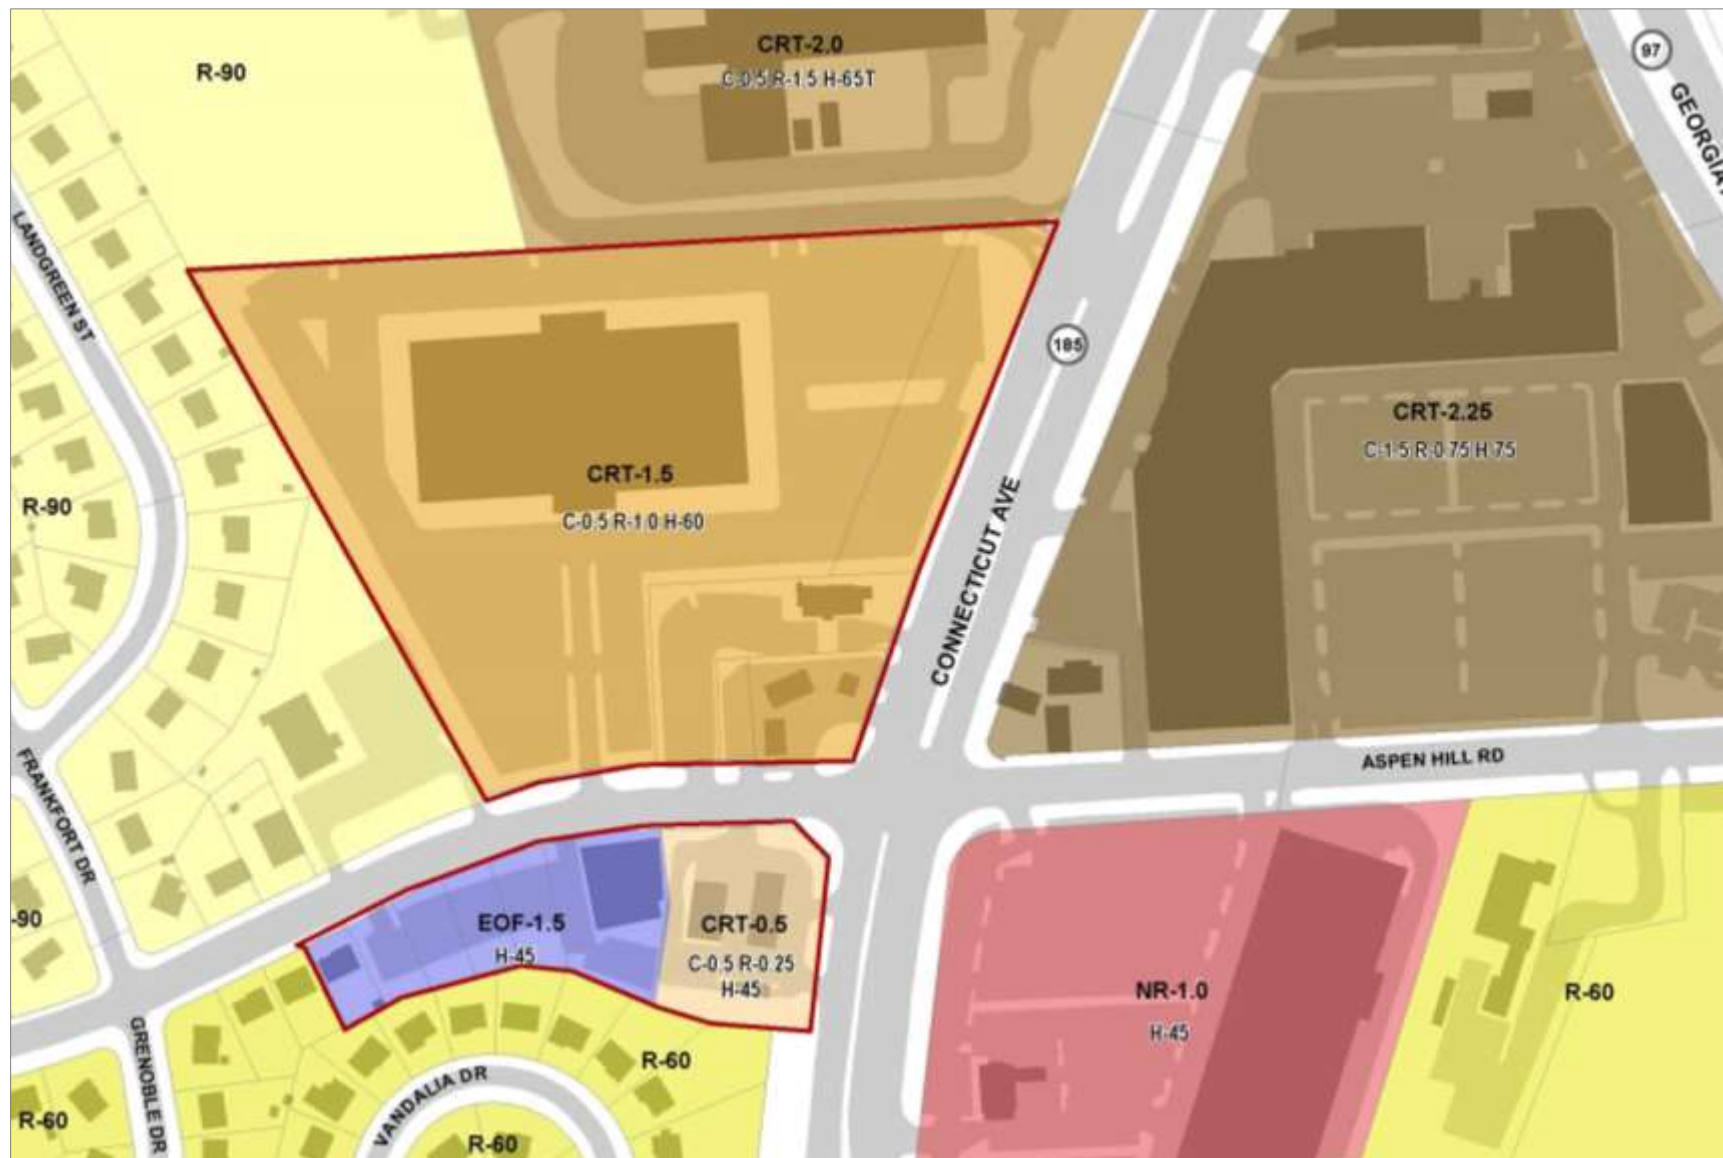 CRT-2.0
C-0.5 R-1.5 H-65T
R-90
97
GEORGIA
LANDGREEN ST
185
CRT-2.25
C-1.5 R-0.75 H-75
CRT-1.5
C-0.5 R-1.0 H-60
R-90
CONNECTICUT AVE
ASPEN HILL RD
FRANKFORT DR
-90
EOF-1.5
H-45
CRT-0.5
C-0.5 R-0.25
H-45
NR-1.0
H-45
R-60
GRENOBLE DR
R-60
VANDALIA DR
R-60
R-60